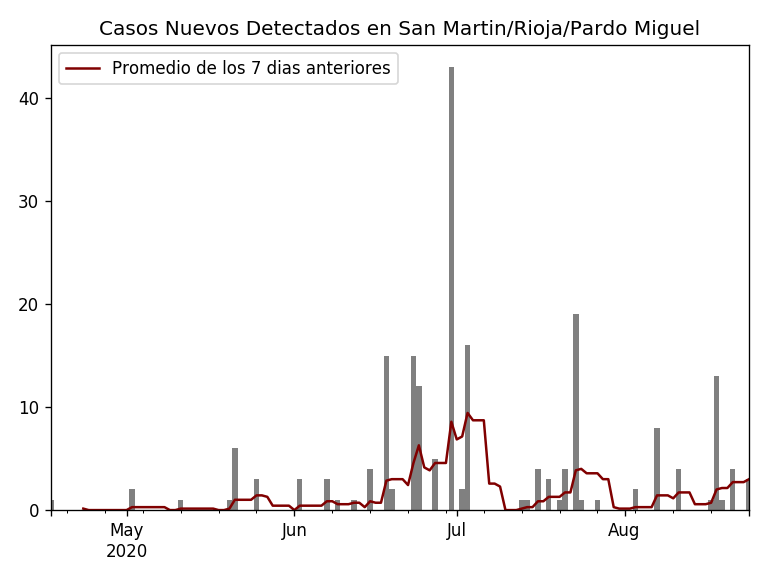 Casos Nuevos Detectados en San Martin/Rioja/Pardo Miguel
Promedio de los 7 dias anteriores
40
30
20
10
0
May Jun Jul Aug
2020